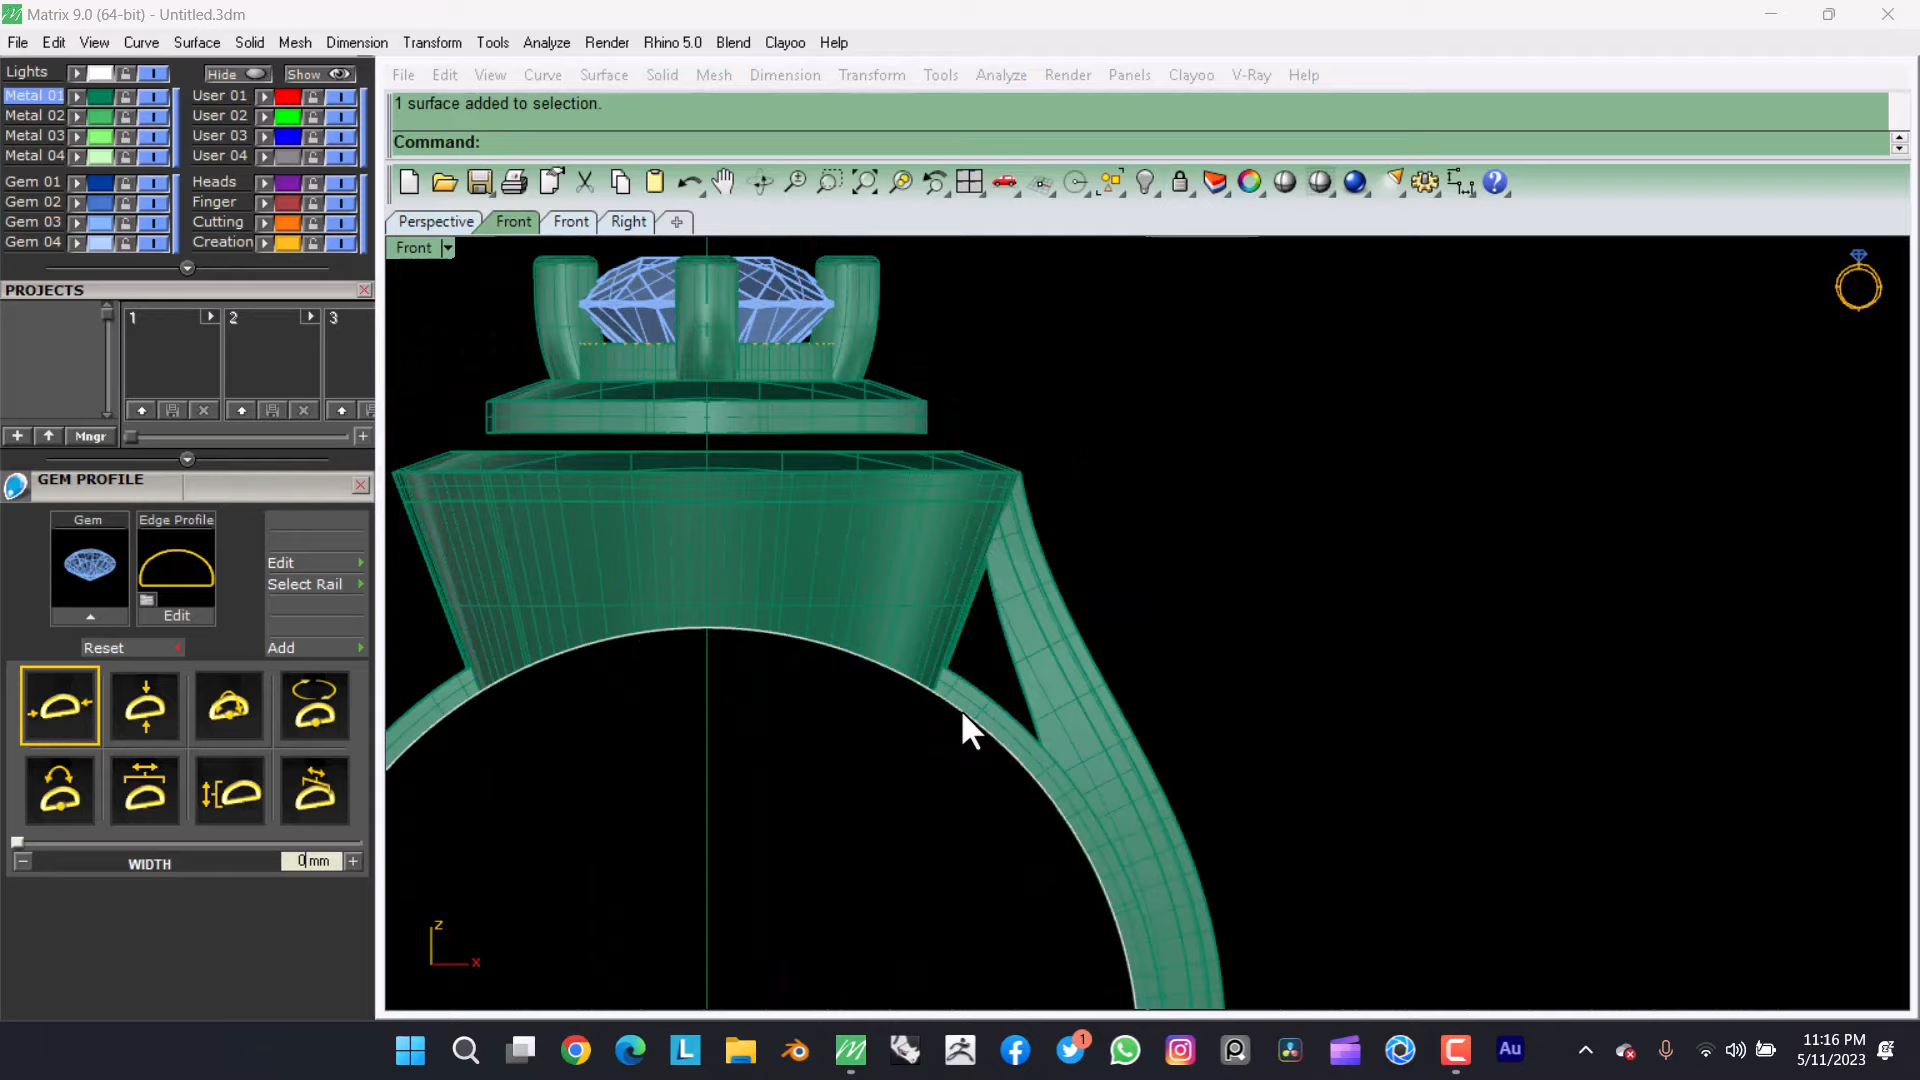 Matrix 9.0 (64-bit) - Untitled.3dm
File Edit View Curve Surface Solid Mesh Dimension Transform Tools Analyze Render Rhino 5.0 Blend Clayoo Help
Lights Hide Show
Metal 01 User 01
Metal 02 User 02
Metal 03 User 03
Metal 04 User 04
Gem 01 Heads
Gem 02 Finger
Gem 03 Cutting
Gem 04 Creation
PROJECTS
1 2 3
Mngr
GEM PROFILE
Gem Edge Profile
Edit
Select Rail
Edit
Reset Add
WIDTH 0 mm
File Edit View Curve Surface Solid Mesh Dimension Transform Tools Analyze Render Panels Clayoo V-Ray Help
1 surface added to selection.
Command:
Perspective Front Front Right
Front
z
x
L
1
Au
11:16 PM
5/11/2023